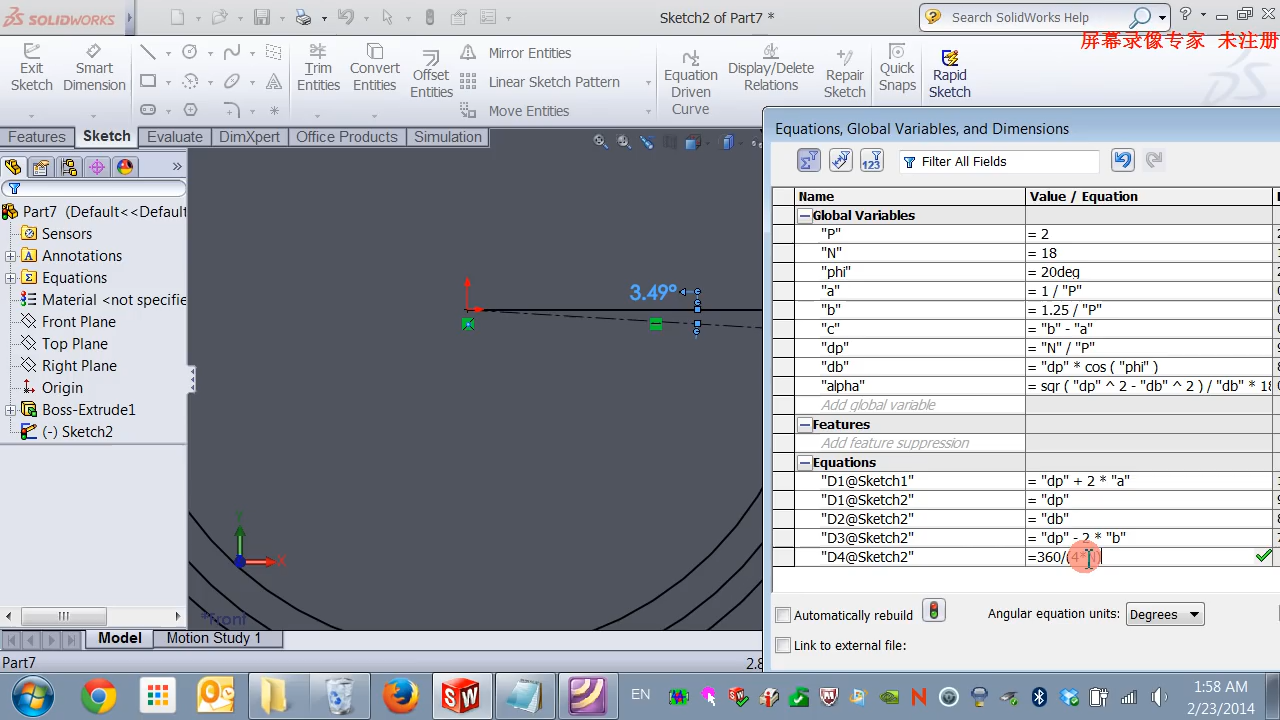 SOLIDWORKS
Sketch2 of Part7 *
Search SolidWorks Help
屏幕录像专家 未注册
Exit Sketch
Smart Dimension
Trim Entities
Convert Entities
Offset Entities
Mirror Entities
Linear Sketch Pattern
Move Entities
Equation Driven Curve
Display/Delete Relations
Repair Sketch
Quick Snaps
Rapid Sketch
Features
Sketch
Evaluate
DimXpert
Office Products
Simulation
Part7 (Default<<Default
Sensors
Annotations
Equations
Material <not specifie
Front Plane
Top Plane
Right Plane
Origin
Boss-Extrude1
(-) Sketch2
3.49°
Y
X
*Front
Equations, Global Variables, and Dimensions
Filter All Fields
Name Value / Equation
Global Variables
"P" = 2
"N" = 18
"phi" = 20deg
"a" = 1 / "P"
"b" = 1.25 / "P"
"c" = "b" - "a"
"dp" = "N" / "P"
"db" = "dp" * cos ( "phi" )
"alpha" = sqr ( "dp" ^ 2 - "db" ^ 2 ) / "db" * 18
Add global variable
Features
Add feature suppression
Equations
"D1@Sketch1" = "dp" + 2 * "a"
"D1@Sketch2" = "dp"
"D2@Sketch2" = "db"
"D3@Sketch2" = "dp" - 2 * "b"
"D4@Sketch2" =360/(4*
Automatically rebuild
Angular equation units: Degrees
Link to external file:
Model
Motion Study 1
Part7
2.8
EN
1:58 AM
2/23/2014